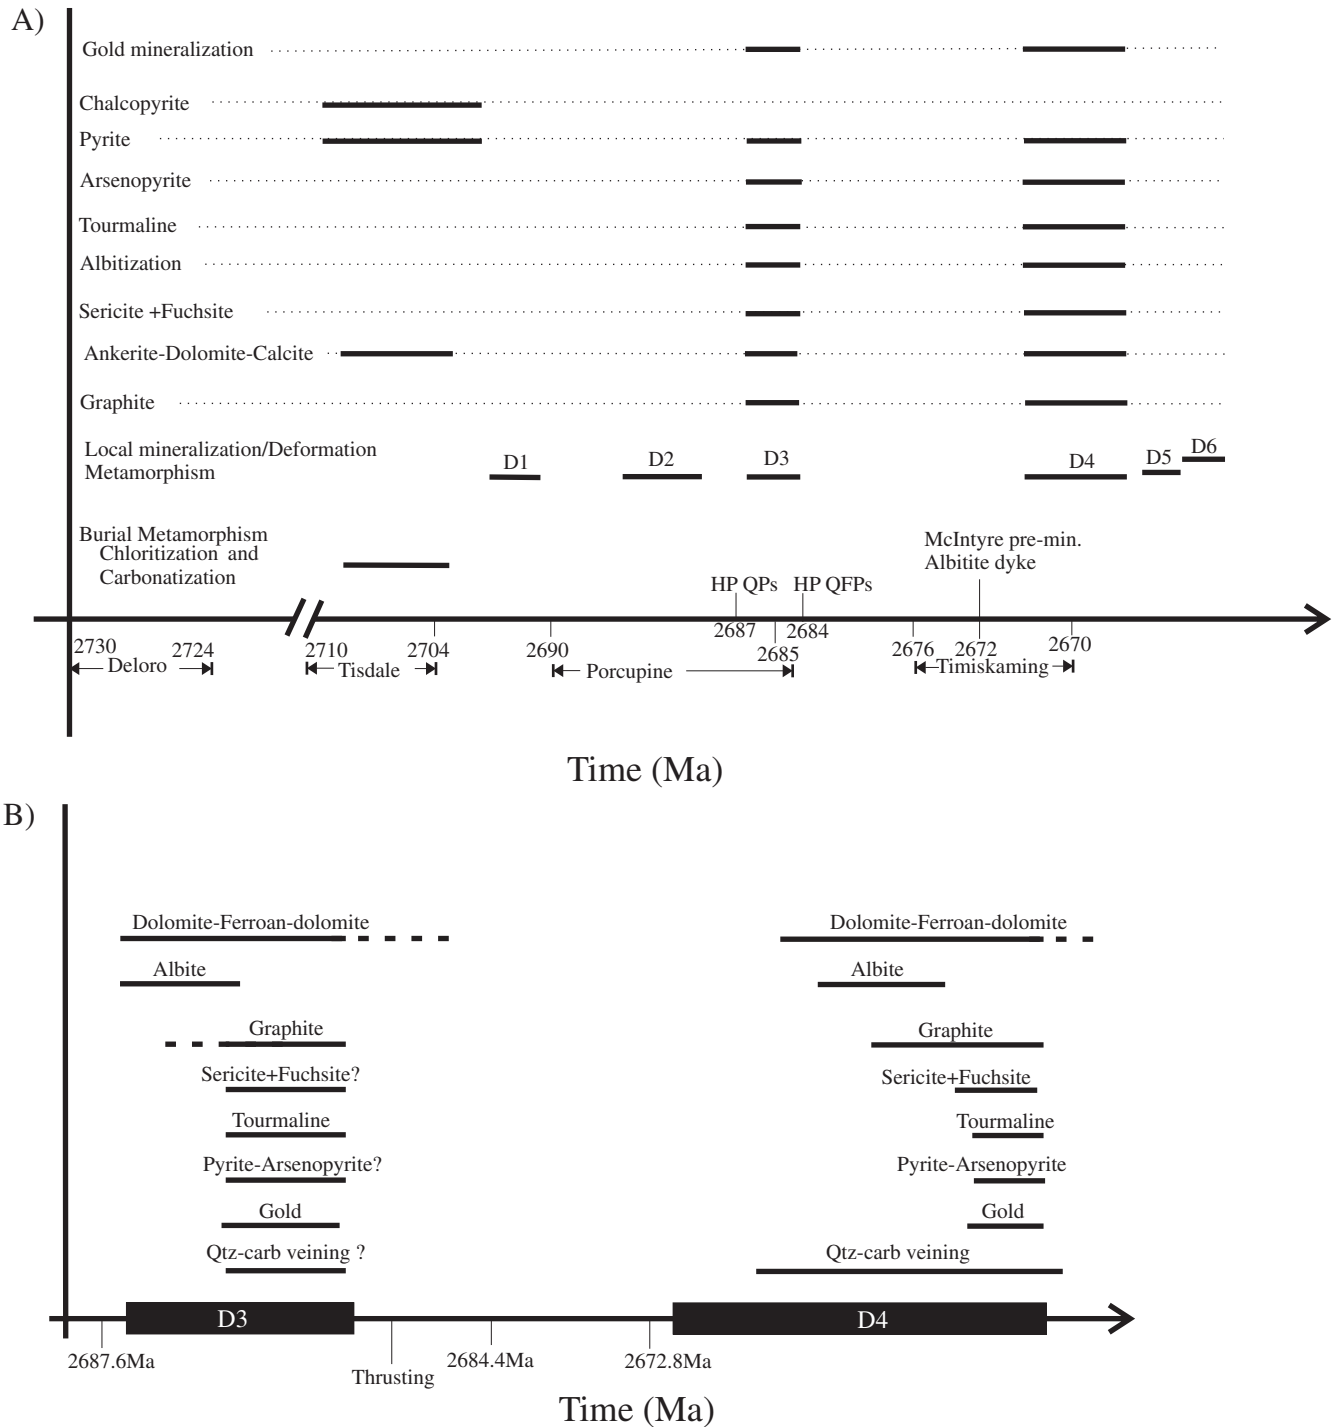 A)
Gold mineralization
Chalcopyrite
Pyrite
Arsenopyrite
Tourmaline
Albitization
Sericite +Fuchsite
Ankerite-Dolomite-Calcite
Graphite
Local mineralization/Deformation
Metamorphism
D1
D2
D3
D4
D5
D6
Burial Metamorphism
Chloritization and
Carbonatization
McIntyre pre-min.
Albitite dyke
HP QPs
HP QFPs
2730
2724
2710
2704
2690
2687
2685
2684
2676
2672
2670
Deloro
Tisdale
Porcupine
Timiskaming
Time (Ma)
B)
Dolomite-Ferroan-dolomite
Dolomite-Ferroan-dolomite
Albite
Albite
Graphite
Graphite
Sericite+Fuchsite?
Sericite+Fuchsite
Tourmaline
Tourmaline
Pyrite-Arsenopyrite?
Pyrite-Arsenopyrite
Gold
Gold
Qtz-carb veining ?
Qtz-carb veining
D3
D4
2687.6Ma
Thrusting
2684.4Ma
2672.8Ma
Time (Ma)